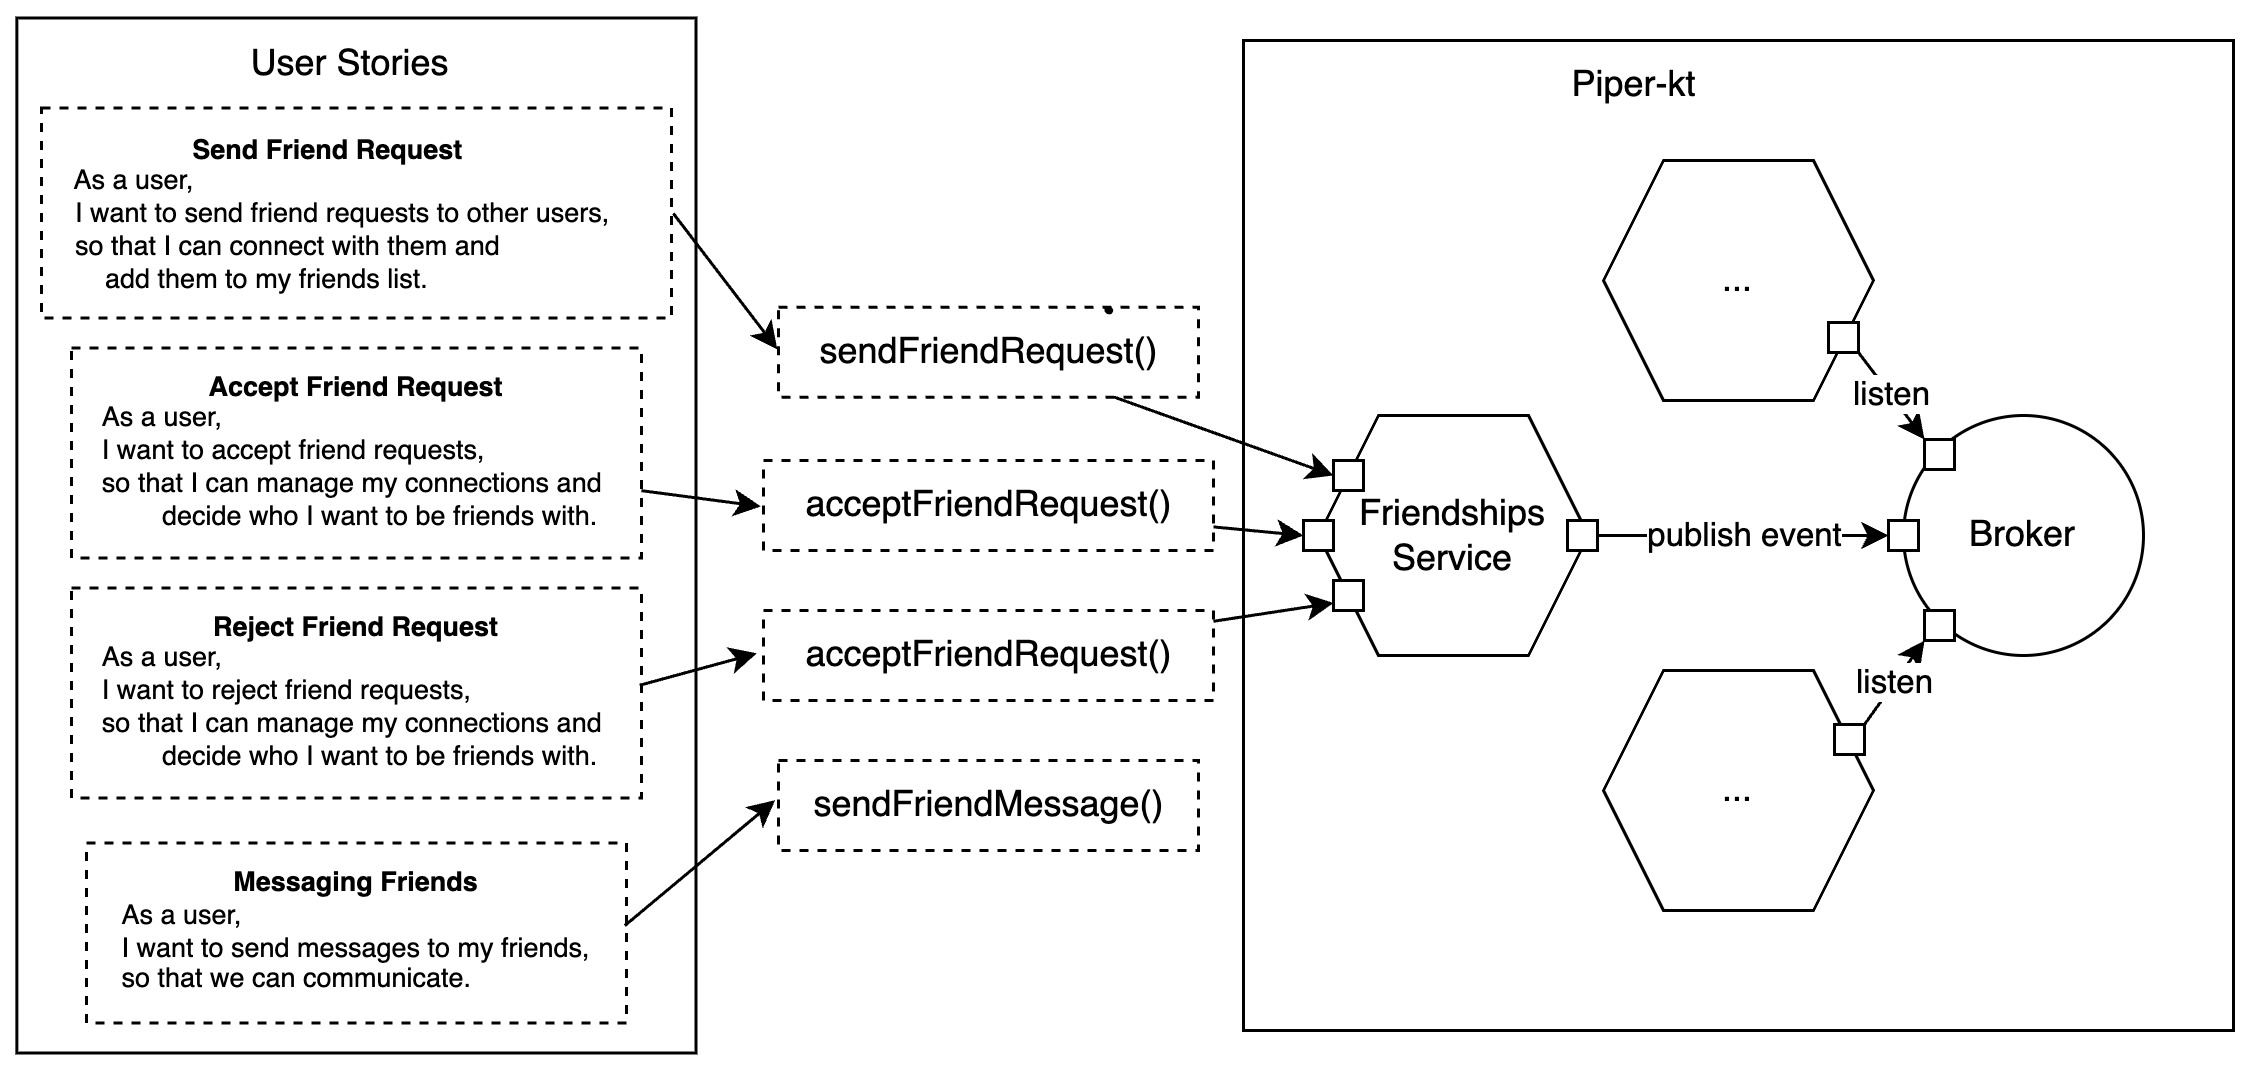 User Stories
Send Friend Request
As a user,
I want to send friend requests to other users,
so that I can connect with them and
add them to my friends list.
Accept Friend Request
As a user,
I want to accept friend requests,
so that I can manage my connections and
decide who I want to be friends with.
Reject Friend Request
As a user,
I want to reject friend requests,
so that I can manage my connections and
decide who I want to be friends with.
Messaging Friends
As a user,
I want to send messages to my friends,
so that we can communicate.
sendFriendRequest()
acceptFriendRequest()
acceptFriendRequest()
sendFriendMessage()
Piper-kt
...
listen
Friendships
Service
publish event
Broker
listen
...